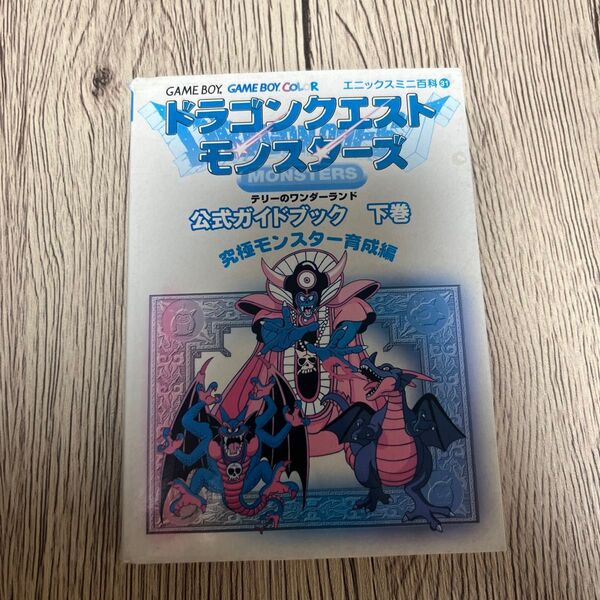 GAME BOY. GAME BOY COLOR エニックスミニ百科 31
ドラゴンクエスト
モンスターズ
MONSTERS
テリーのワンダーランド
公式ガイドブック 下巻
究極モンスター育成編